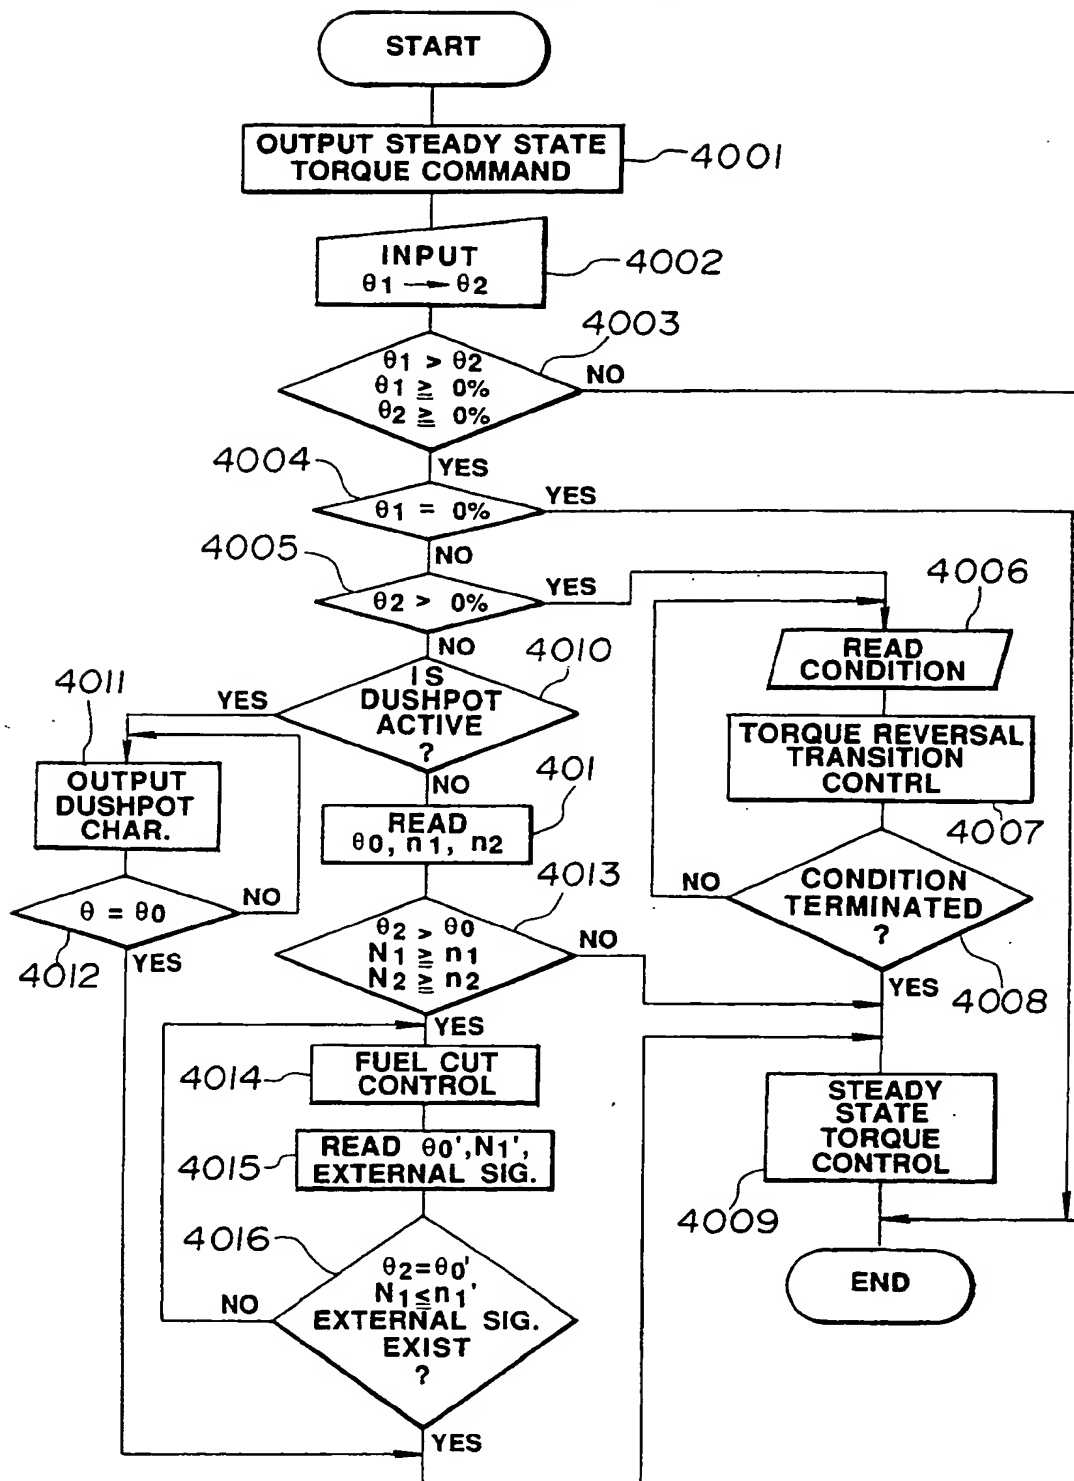 START
OUTPUT STEADY STATE
TORQUE COMMAND
4001
INPUT
θ1 → θ2
4002
4003
θ1 > θ2
θ1 ≧ 0%
θ2 ≧ 0%
NO
YES
4004
θ1 = 0%
YES
NO
4005
θ2 > 0%
YES
NO
4006
READ
CONDITION
4010
IS
DUSHPOT
ACTIVE
?
YES
NO
4011
OUTPUT
DUSHPOT
CHAR.
TORQUE REVERSAL
TRANSITION
CONTRL
4007
401
READ
θ0, n1, n2
4013
θ = θ0
NO
YES
4012
θ2 > θ0
N1 ≧ n1
N2 ≧ n2
NO
YES
CONDITION
TERMINATED
?
NO
YES
4008
4014
FUEL CUT
CONTROL
4015
READ θ0',N1',
EXTERNAL SIG.
STEADY
STATE
TORQUE
CONTROL
4009
4016
θ2=θ0'
N1≦n1'
EXTERNAL SIG.
EXIST
?
NO
YES
END